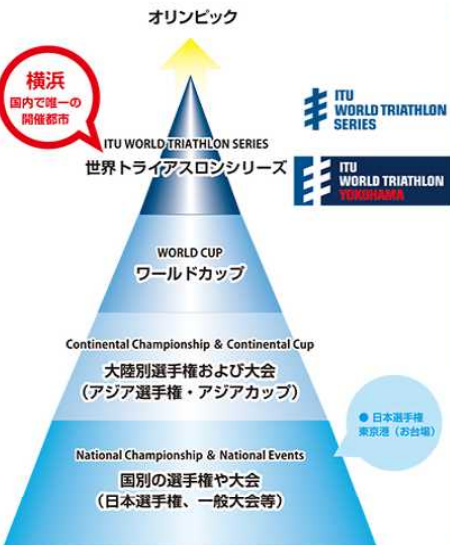 オリンピック
横浜
国内で唯一の
開催都市
ITU WORLD TRIATHLON SERIES
世界トライアスロンシリーズ
ITU
WORLD TRIATHLON
SERIES
ITU
WORLD TRIATHLON
YOKOHAMA
WORLD CUP
ワールドカップ
Continental Championship & Continental Cup
大陸別選手権および大会
（アジア選手権・アジアカップ）
● 日本選手権
東京港（お台場）
National Championship & National Events
国別の選手権や大会
（日本選手権、一般大会等）